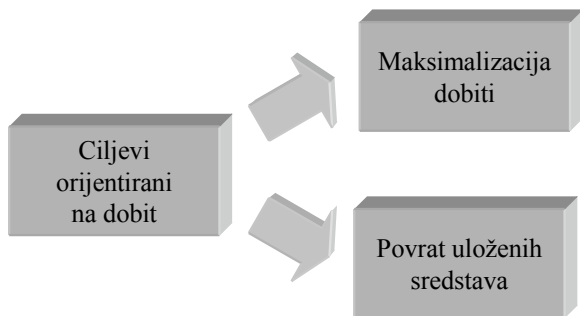 Ciljevi
orijentirani
na dobit
Maksimalizacija
dobiti
Povrat uloženih
sredstava